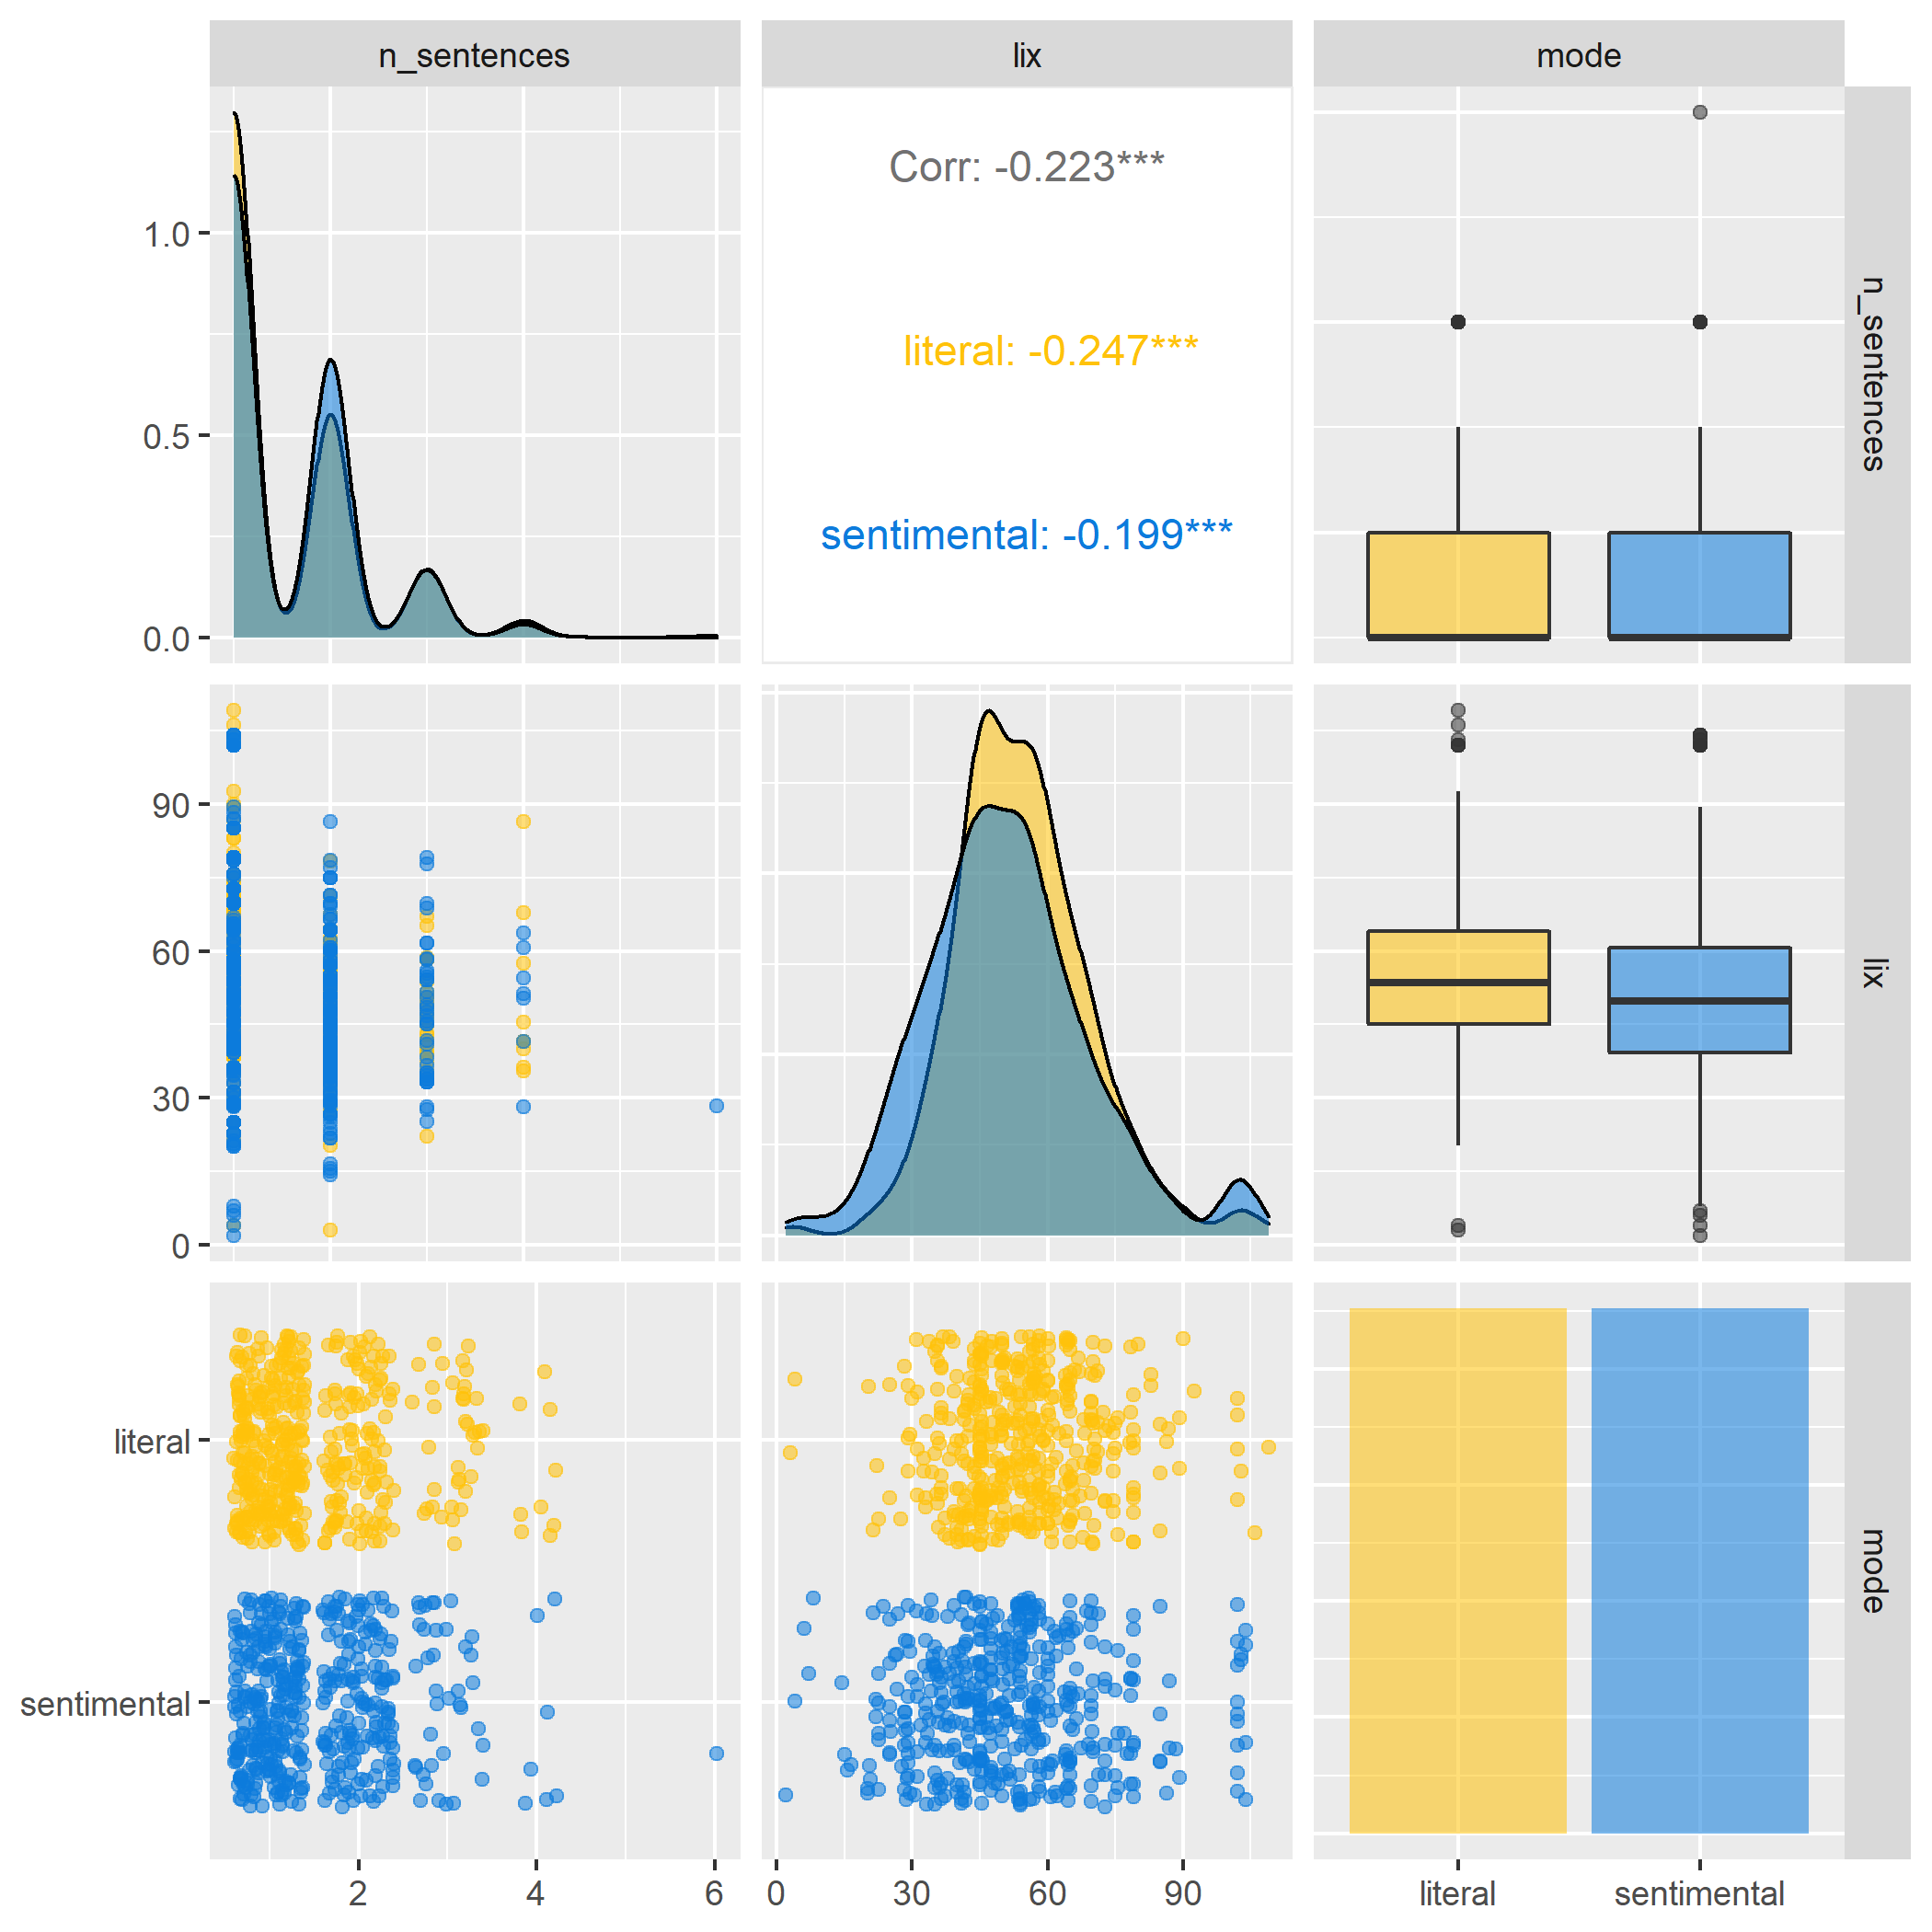 n_sentences
lix
mode
1.0
0.5
0.0
Corr: -0.223***
literal: -0.247***
sentimental: -0.199***
n_sentences
90
60
30
0
lix
literal
sentimental
mode
2
4
6
0
30
60
90
literal
sentimental